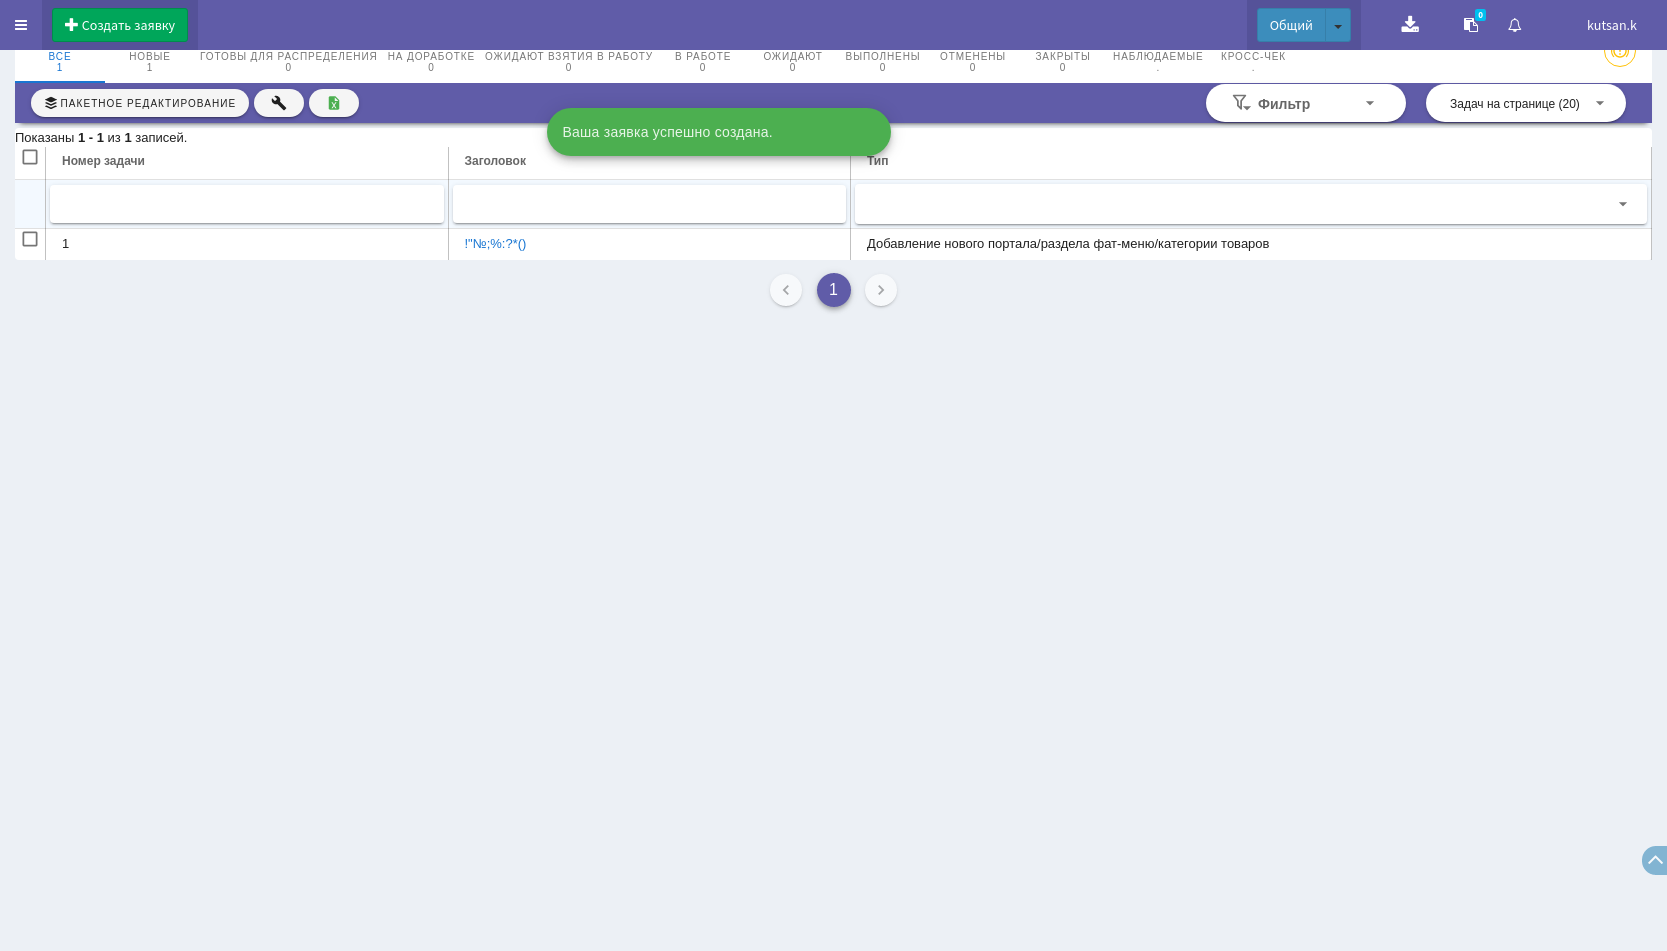 Создать заявку
Общий
0
kutsan.k
ВСЕ
1
НОВЫЕ
1
ГОТОВЫ ДЛЯ РАСПРЕДЕЛЕНИЯ
0
НА ДОРАБОТКЕ
0
ОЖИДАЮТ ВЗЯТИЯ В РАБОТУ
0
В РАБОТЕ
0
ОЖИДАЮТ
0
ВЫПОЛНЕНЫ
0
ОТМЕНЕНЫ
0
ЗАКРЫТЫ
0
НАБЛЮДАЕМЫЕ
.
КРОСС-ЧЕК
.
ПАКЕТНОЕ РЕДАКТИРОВАНИЕ
Фильтр
Задач на странице (20)
Ваша заявка успешно создана.
Показаны 1 - 1 из 1 записей.
Номер задачи
Заголовок
Тип
1
!"№;%:?*()
Добавление нового портала/раздела фат-меню/категории товаров
1